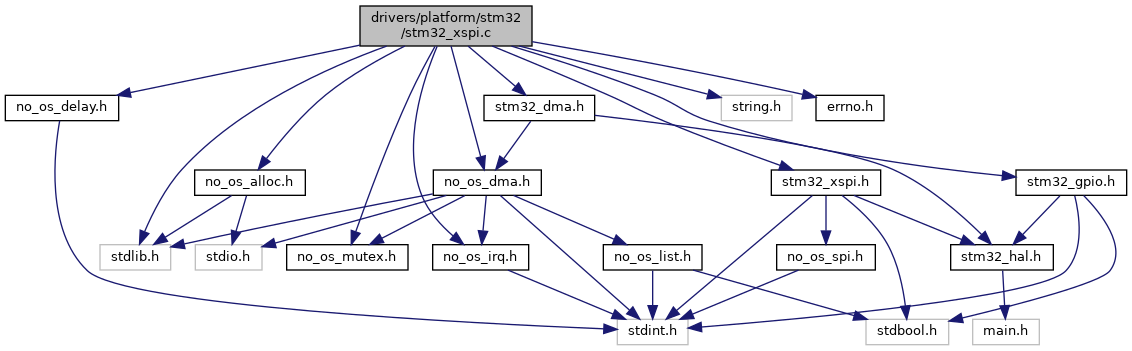 drivers/platform/stm32
/stm32_xspi.c
no_os_delay.h
stm32_dma.h
string.h
errno.h
no_os_alloc.h
no_os_dma.h
stm32_xspi.h
stm32_gpio.h
stdlib.h
stdio.h
no_os_mutex.h
no_os_irq.h
no_os_list.h
no_os_spi.h
stm32_hal.h
stdint.h
stdbool.h
main.h